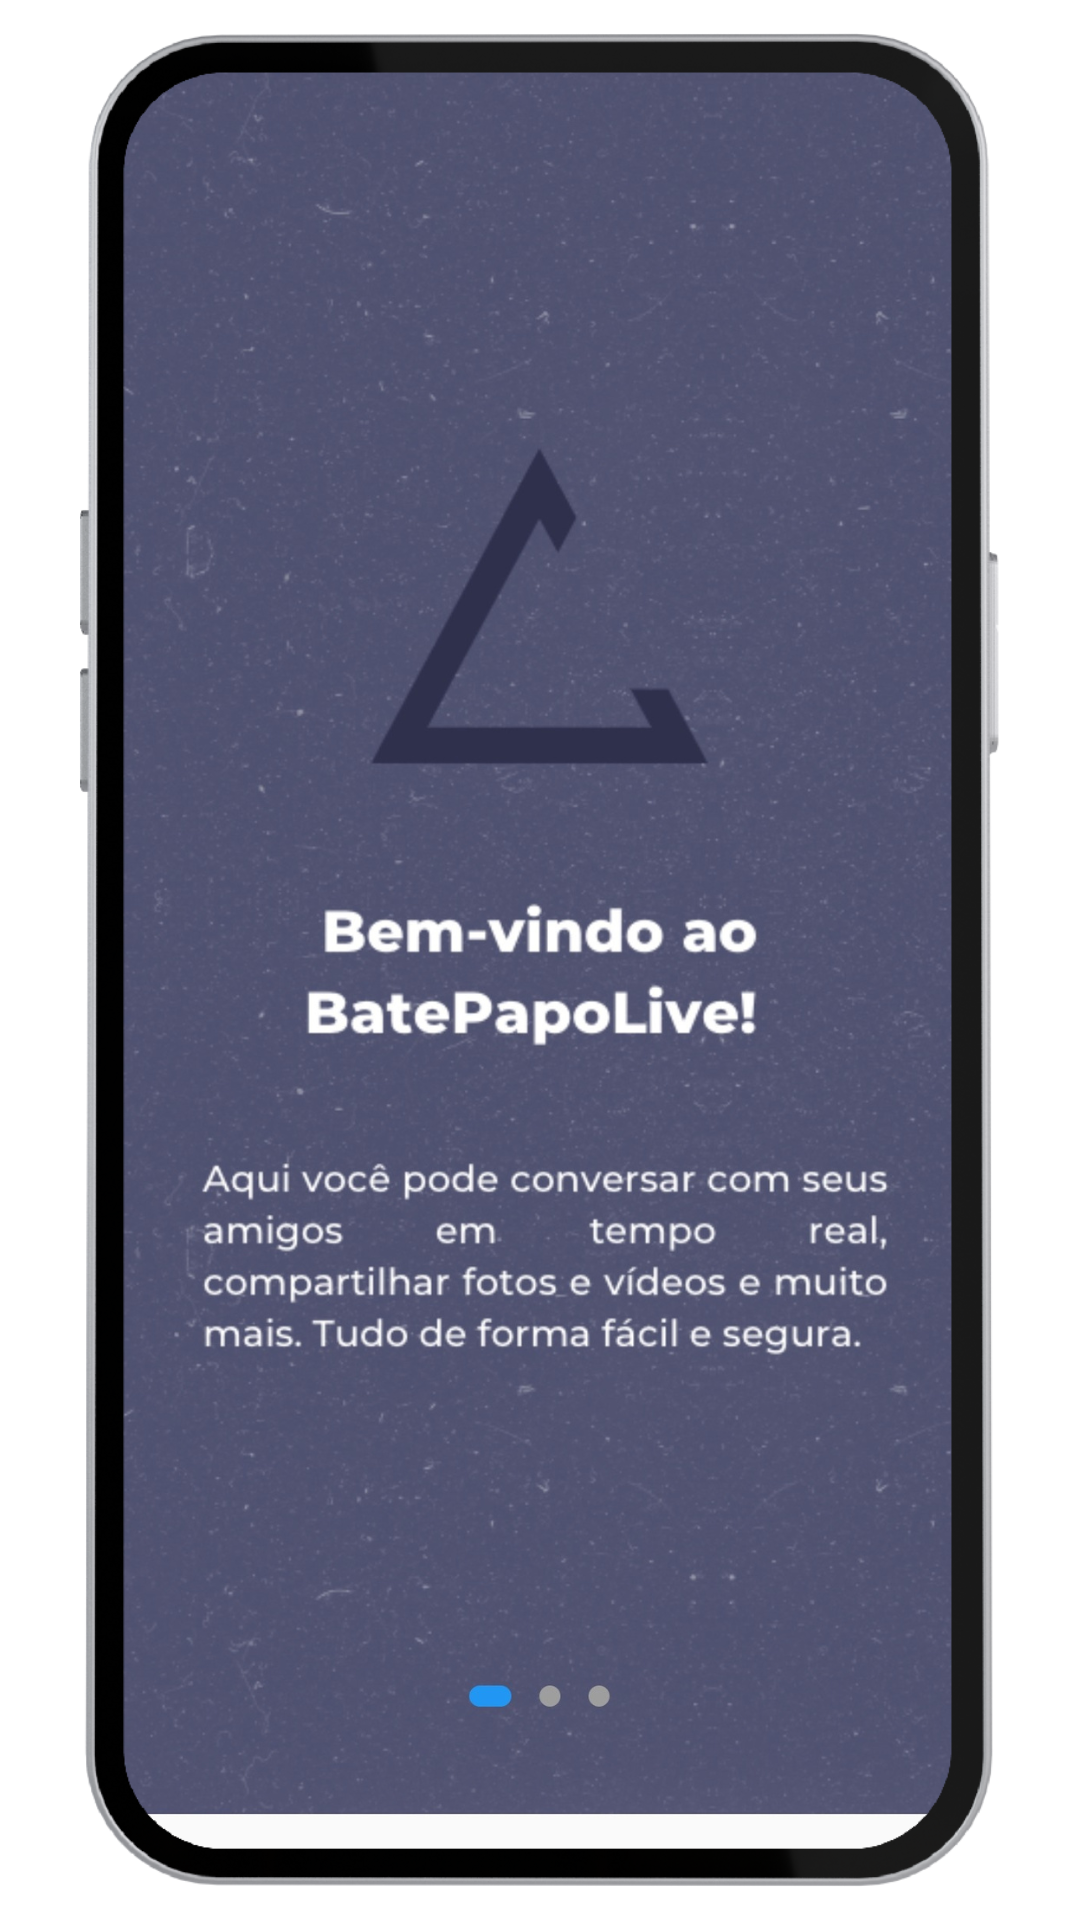 Bem-vindo ao
BatePapoLive!
Aqui você pode conversar com seus
amigos em tempo real,
compartilhar fotos e vídeos e muito
mais. Tudo de forma fácil e segura.